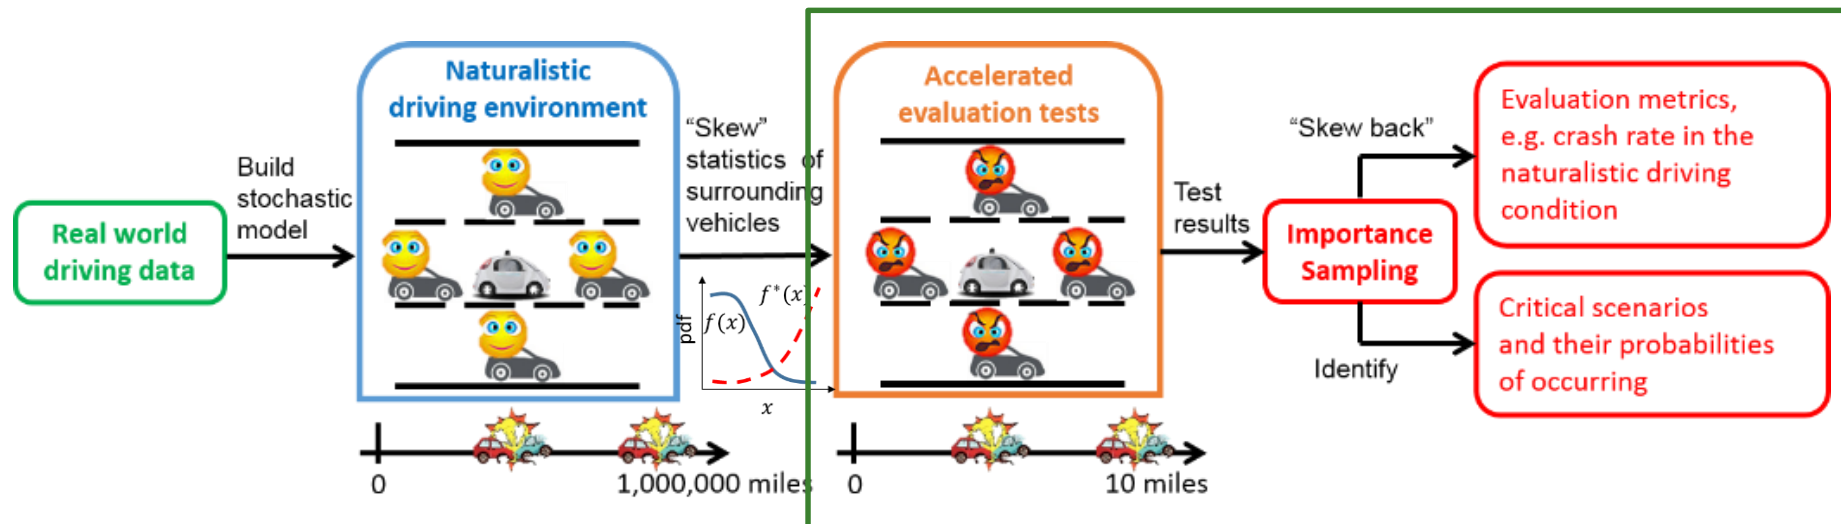 Real world
driving data
Build
stochastic
model
Naturalistic
driving environment
0
1,000,000 miles
"Skew"
statistics of
surrounding
vehicles
pdf
f(x)
f*(x)
x
Accelerated
evaluation tests
0
10 miles
Test
results
Importance
Sampling
"Skew back"
Identify
Evaluation metrics,
e.g. crash rate in the
naturalistic driving
condition
Critical scenarios
and their probabilities
of occurring